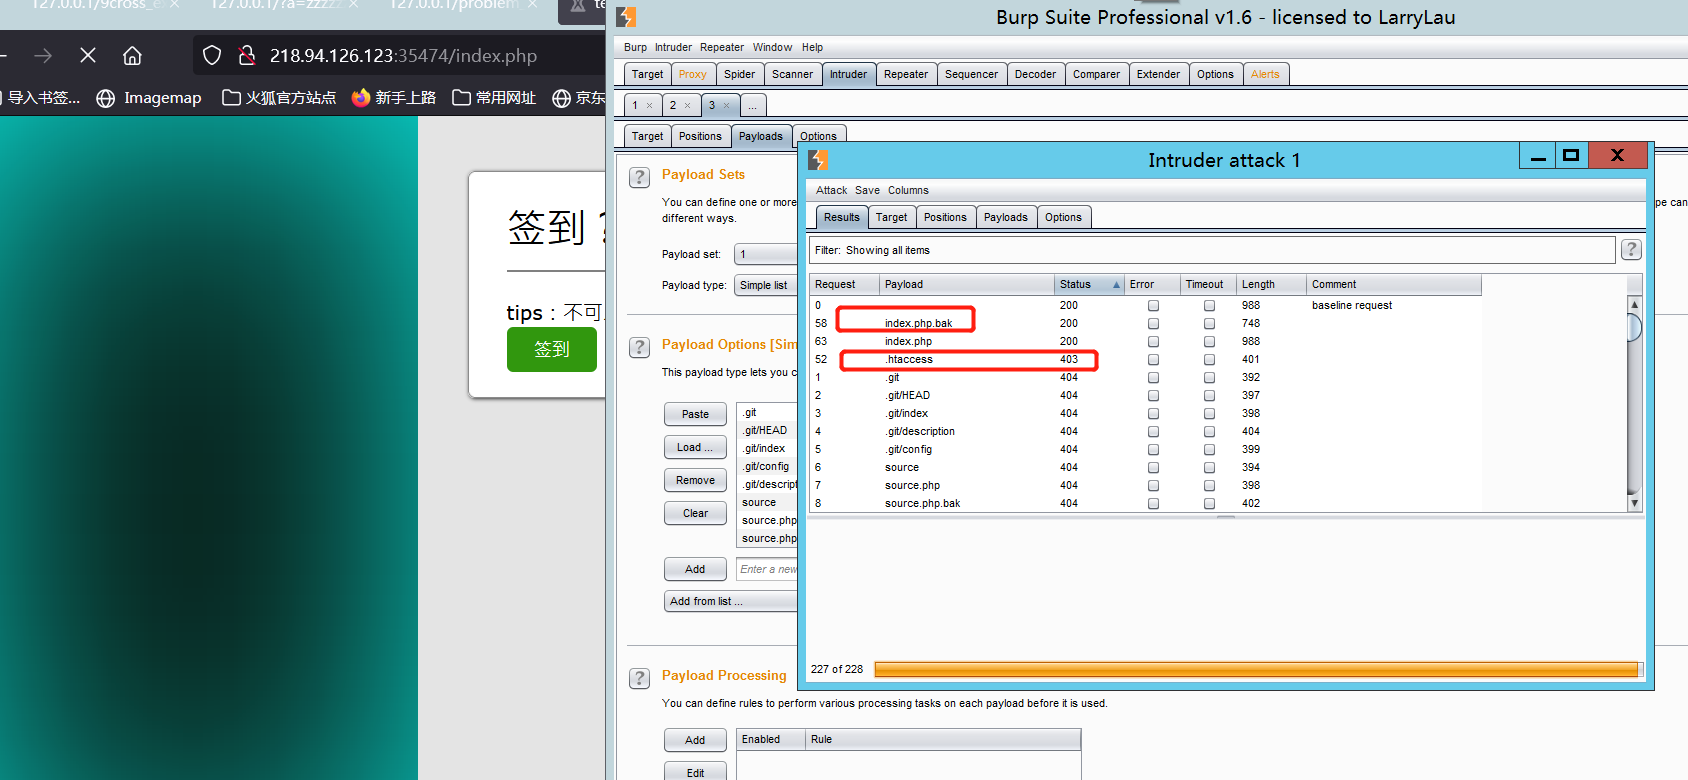 127.0.0.1/9cross_e
127.0.0.1/?a=zzzzz
127.0.0.1/problem
te
218.94.126.123:35474/index.php
导入书签...
Imagemap
火狐官方站点
新手上路
常用网址
京东
签到?
tips：不可
签到
Burp Suite Professional v1.6 - licensed to LarryLau
Burp Intruder Repeater Window Help
Target Proxy Spider Scanner Intruder Repeater Sequencer Decoder Comparer Extender Options Alerts
1 × 2 × 3 × ...
Target Positions Payloads Options
? Payload Sets
You can define one or more
pe can
different ways.
Payload set: 1
Payload type: Simple list
? Payload Options [Sim
This payload type lets you c
Paste
Load ...
Remove
Clear
.git
.git/HEAD
.git/index
.git/config
.git/descript
source
source.php
source.php
Add Enter a new
Add from list ...
? Payload Processing
You can define rules to perform various processing tasks on each payload before it is used.
Add Enabled Rule
Edit
Intruder attack 1
Attack Save Columns
Results Target Positions Payloads Options
Filter: Showing all items ?
Request Payload Status Error Timeout Length Comment
0 200 988 baseline request
58 index.php.bak 200 748
63 index.php 200 988
52 .htaccess 403 401
1 .git 404 392
2 .git/HEAD 404 397
3 .git/index 404 398
4 .git/description 404 404
5 .git/config 404 399
6 source 404 394
7 source.php 404 398
8 source.php.bak 404 402
227 of 228